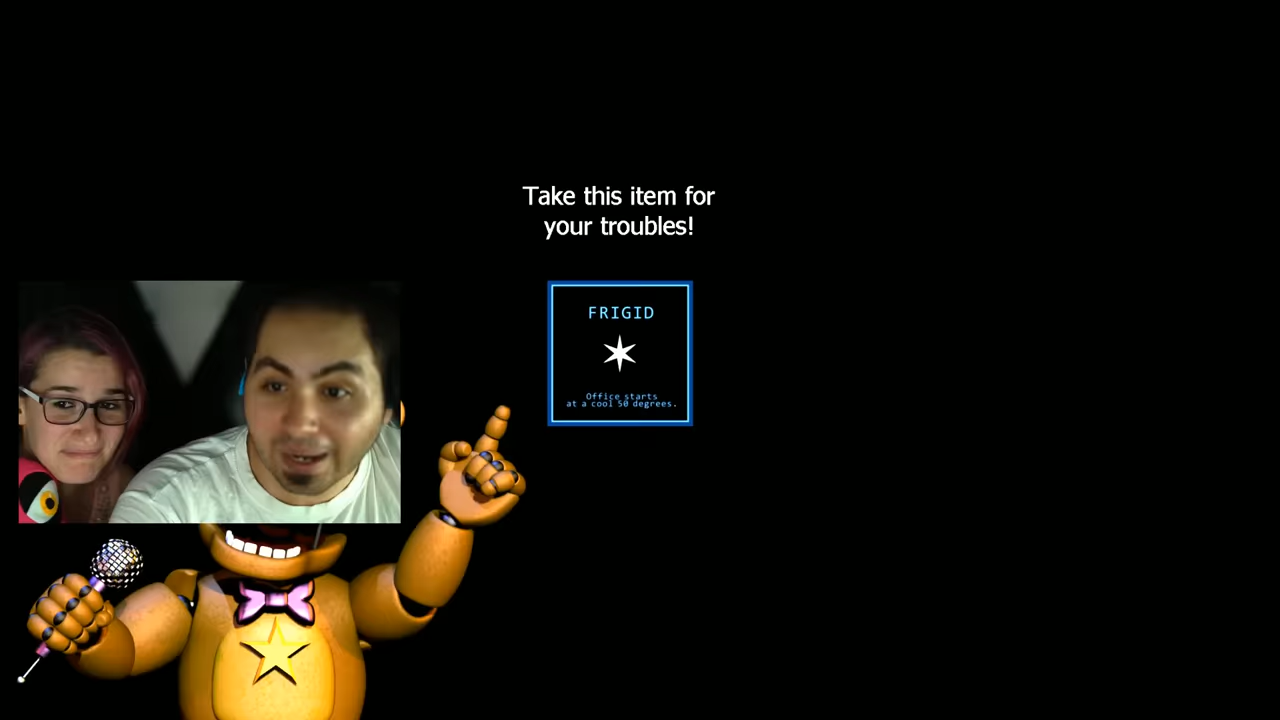 Take this item for
your troubles!
FRIGID
Office starts
at a cool 50 degrees.